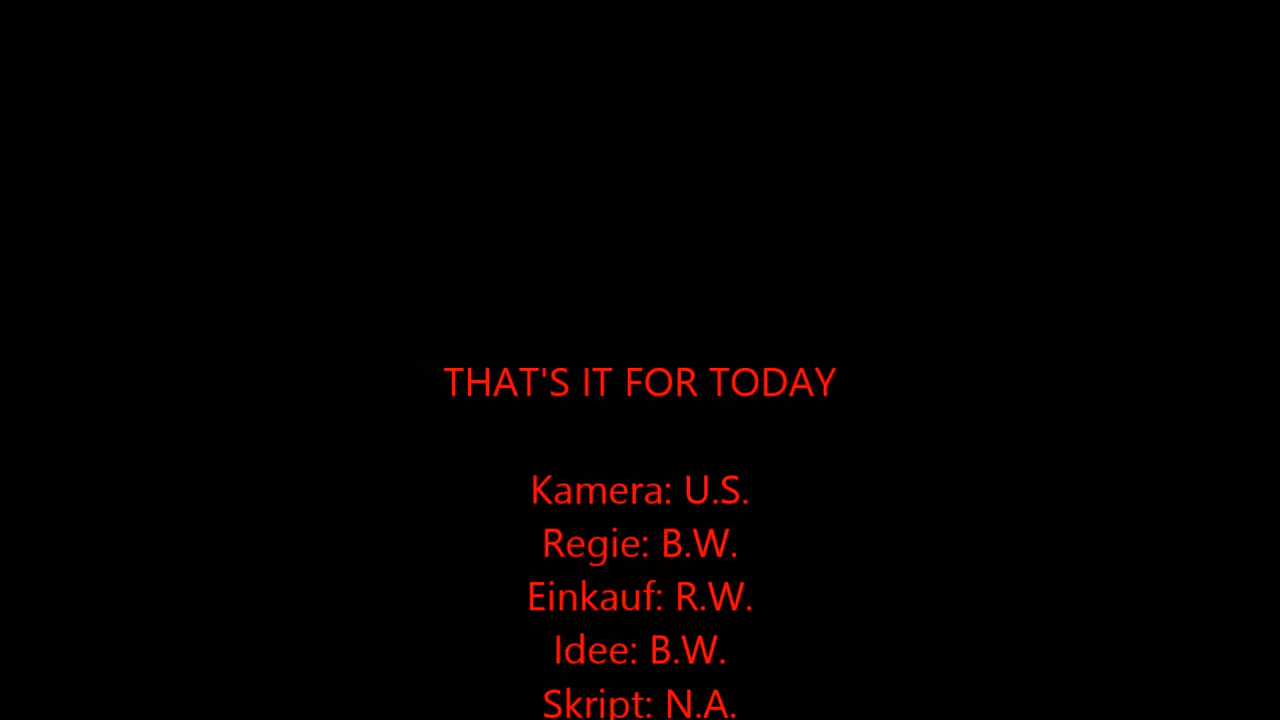 THAT'S IT FOR TODAY
Kamera: U.S.
Regie: B.W.
Einkauf: R.W.
Idee: B.W.
Skript: N.A.